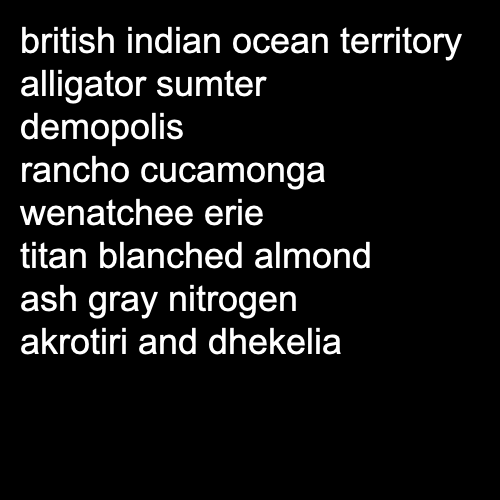 british indian ocean territory
alligator sumter
demopolis
rancho cucamonga
wenatchee erie
titan blanched almond
ash gray nitrogen
akrotiri and dhekelia